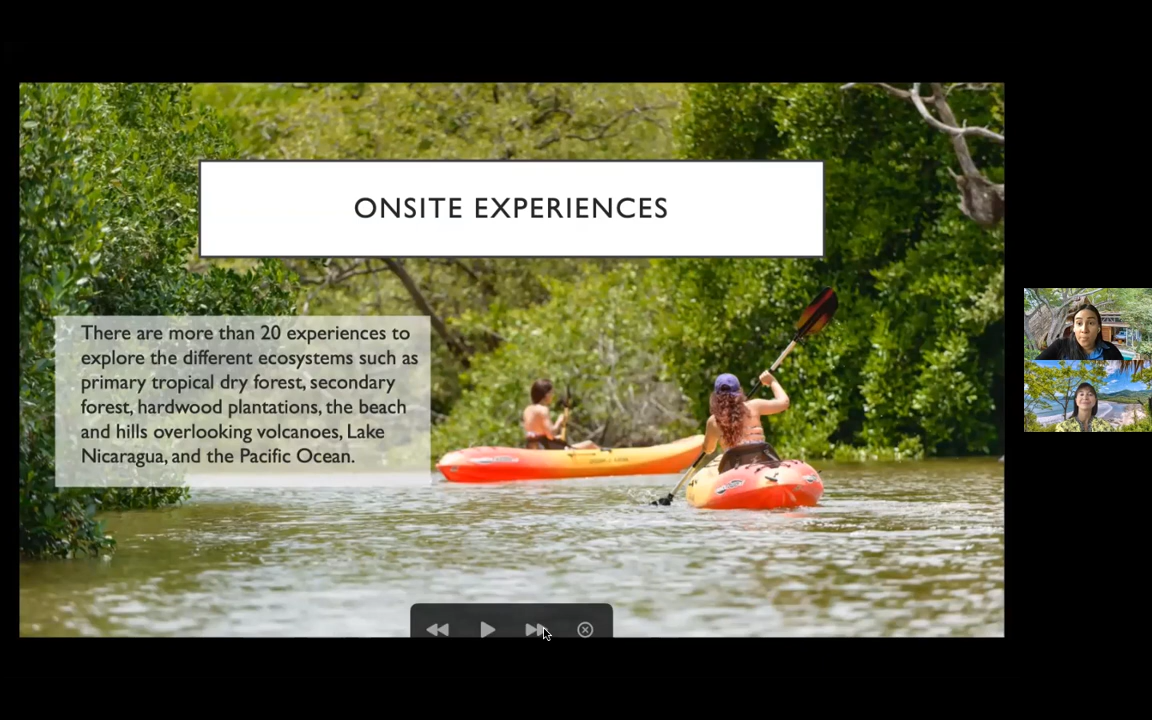 ONSITE EXPERIENCES
There are more than 20 experiences to
explore the different ecosystems such as
primary tropical dry forest, secondary
forest, hardwood plantations, the beach
and hills overlooking volcanoes, Lake
Nicaragua, and the Pacific Ocean.